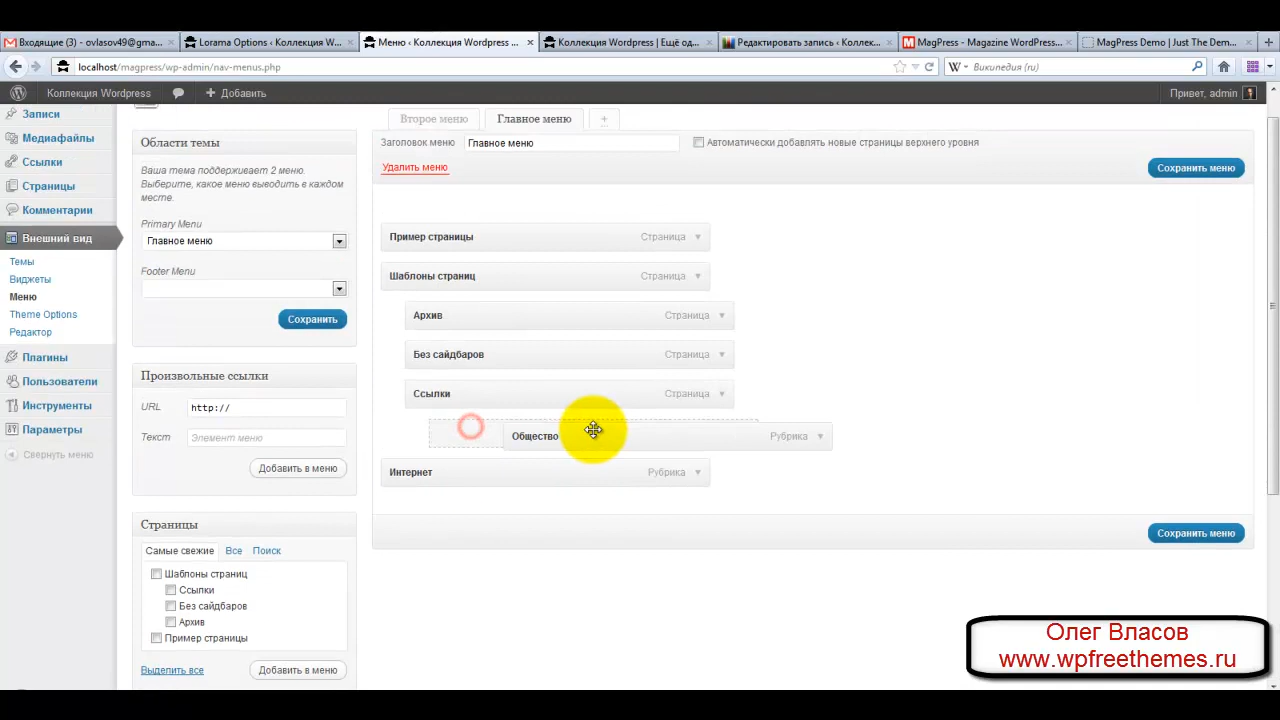 Входящие (3) - ovlasov49@gma...
Lorama Options ‹ Коллекция W...
Меню ‹ Коллекция Wordpress ...
Коллекция Wordpress | Ещё од...
Редактировать запись ‹ Коллек...
MagPress - Magazine WordPress...
MagPress Demo | Just The Dem...
localhost/magpress/wp-admin/nav-menus.php
Википедия (ru)
Коллекция Wordpress
Добавить
Привет, admin
Записи
Медиафайлы
Ссылки
Страницы
Комментарии
Внешний вид
Темы
Виджеты
Меню
Theme Options
Редактор
Плагины
Пользователи
Инструменты
Параметры
Свернуть меню
Области темы
Ваша тема поддерживает 2 меню.
Выберите, какое меню выводить в каждом
месте.
Primary Menu
Главное меню
Footer Menu
Сохранить
Произвольные ссылки
URL http://
Текст Элемент меню
Добавить в меню
Страницы
Самые свежие Все Поиск
Шаблоны страниц
Ссылки
Без сайдбаров
Архив
Пример страницы
Выделить все Добавить в меню
Второе меню Главное меню +
Заголовок меню Главное меню Автоматически добавлять новые страницы верхнего уровня
Удалить меню Сохранить меню
Пример страницы Страница
Шаблоны страниц Страница
Архив Страница
Без сайдбаров Страница
Ссылки Страница
Общество Рубрика
Интернет Рубрика
Сохранить меню
Олег Власов
www.wpfreethemes.ru